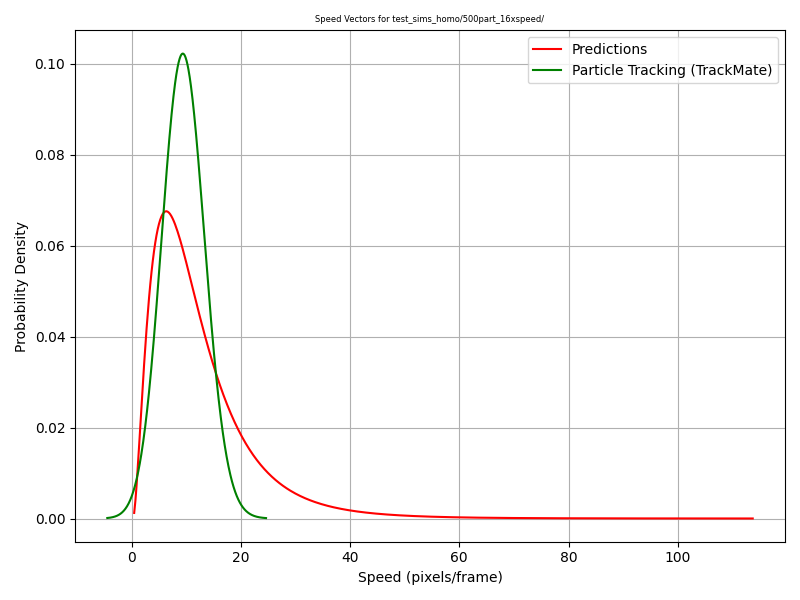 Speed Vectors for test_sims_homo/500part_16xspeed/
Predictions
Particle Tracking (TrackMate)
Probability Density
0.10
0.08
0.06
0.04
0.02
0.00
0 20 40 60 80 100
Speed (pixels/frame)